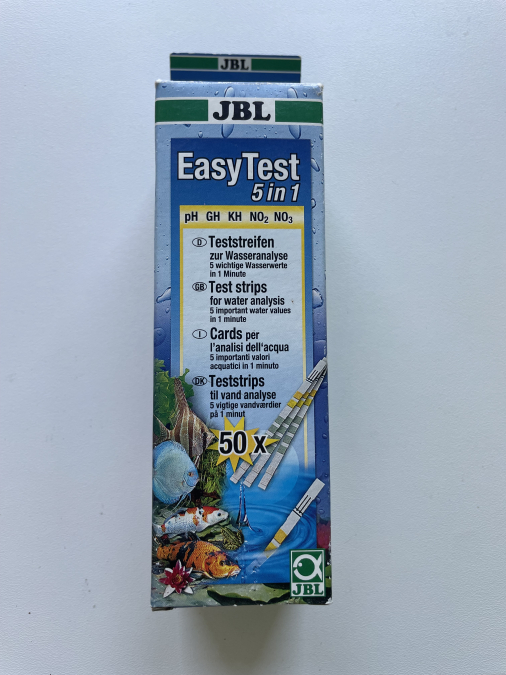 JBL
JBL
EasyTest
5 in 1
pH GH KH NO₂ NO₃
D Teststreifen
zur Wasseranalyse
5 wichtige Wasserwerte
in 1 Minute
GB Test strips
for water analysis
5 important water values
in 1 minute
I Cards per
l'analisi dell'acqua
5 importanti valori
acquatici in 1 minuto
DK Teststrips
til vand analyse
5 vigtige vandværdier
på 1 minut
50 x
JBL